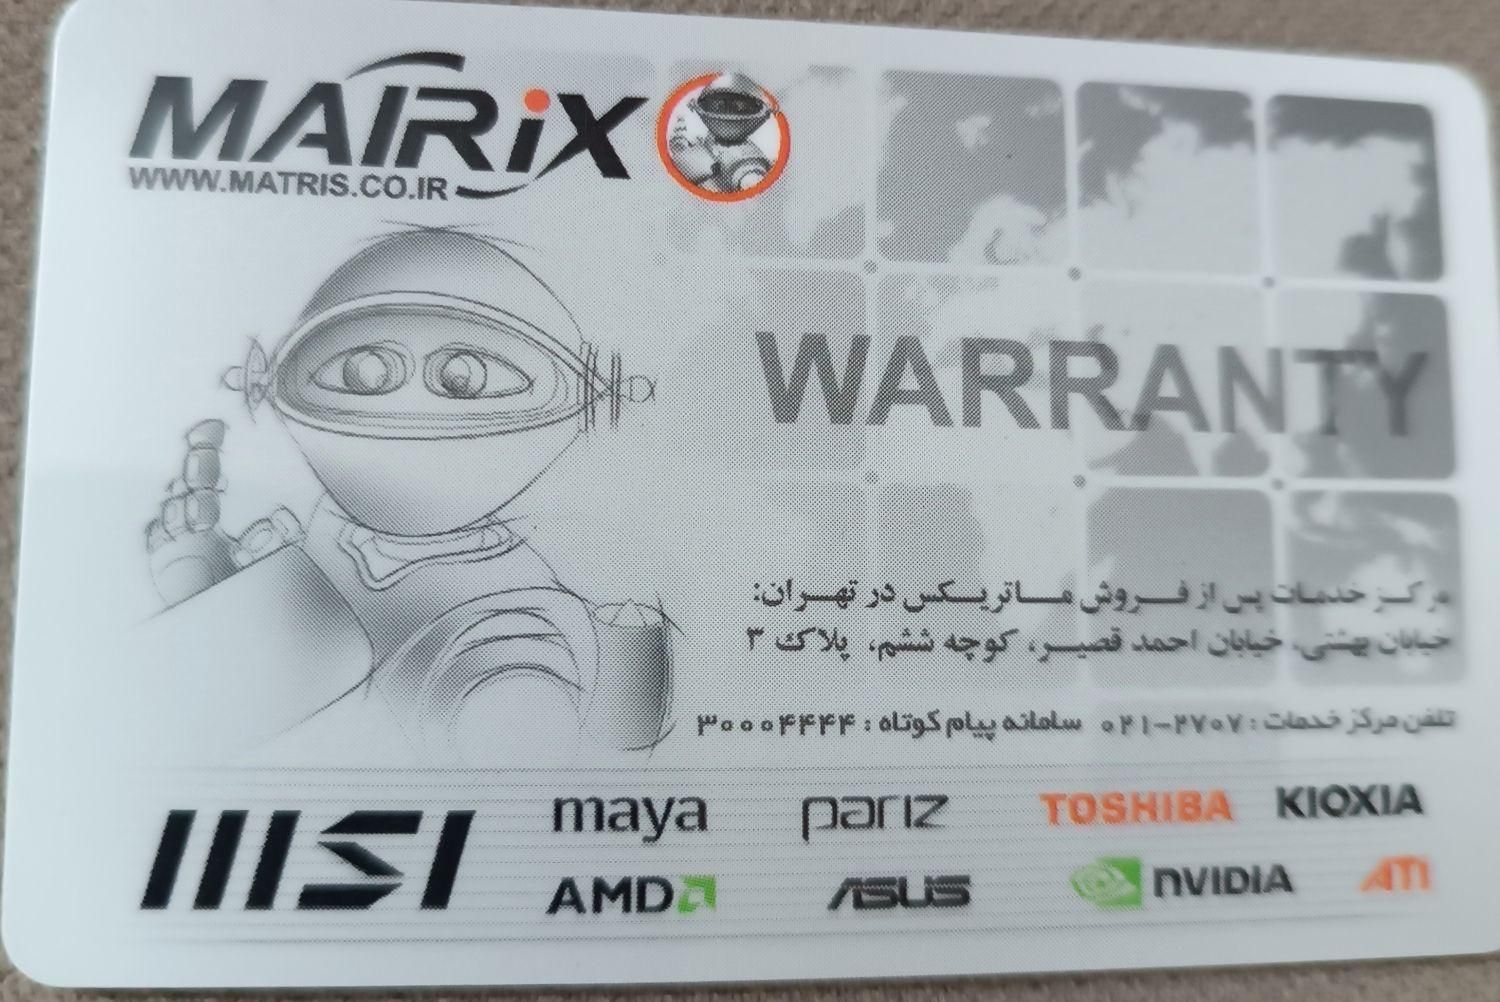 MATRiX
WWW.MATRIS.CO.IR
WARRANTY
مرکز خدمات پس از فروش ماتریکس در تهران:
خیابان بهشتی، خیابان احمد قصیر، کوچه ششم، پلاک ۳
تلفن مرکز خدمات : ۰۲۱-۲۷۰۷ سامانه پیام کوتاه : ۳۰۰۰۴۴۴۴
msi maya pariz TOSHIBA KIOXIA
AMD ASUS NVIDIA ATI